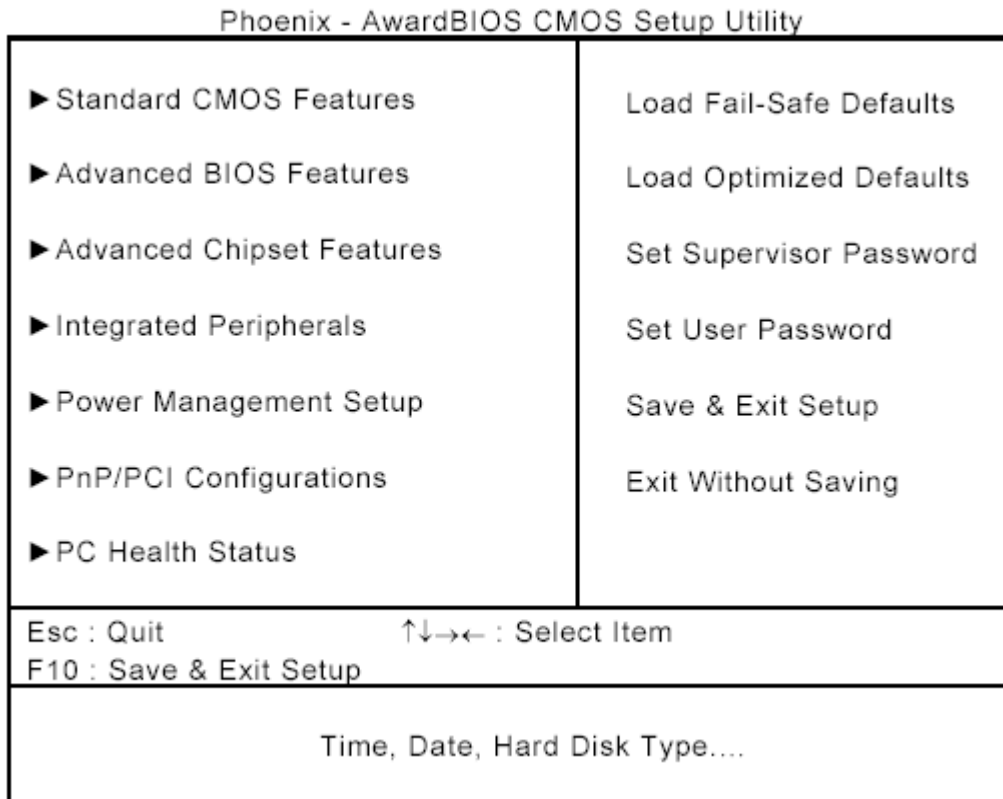 Phoenix - AwardBIOS CMOS Setup Utility
►Standard CMOS Features
►Advanced BIOS Features
►Advanced Chipset Features
►Integrated Peripherals
►Power Management Setup
►PnP/PCI Configurations
►PC Health Status
Load Fail-Safe Defaults
Load Optimized Defaults
Set Supervisor Password
Set User Password
Save & Exit Setup
Exit Without Saving
Esc : Quit ↑↓→← : Select Item
F10 : Save & Exit Setup
Time, Date, Hard Disk Type....